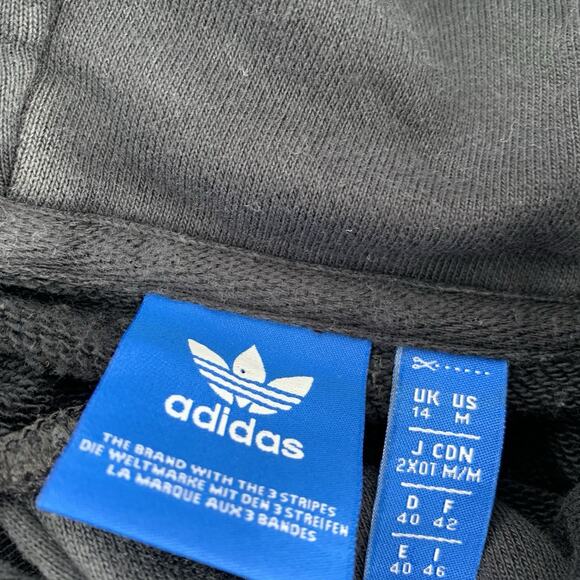 adidas
THE BRAND WITH THE 3 STRIPES
DIE WELTMARKE MIT DEN 3 STREIFEN
LA MARQUE AUX 3 BANDES
UK US
14 M
J CDN
2XOT M/M
D F
40 42
E I
40 46